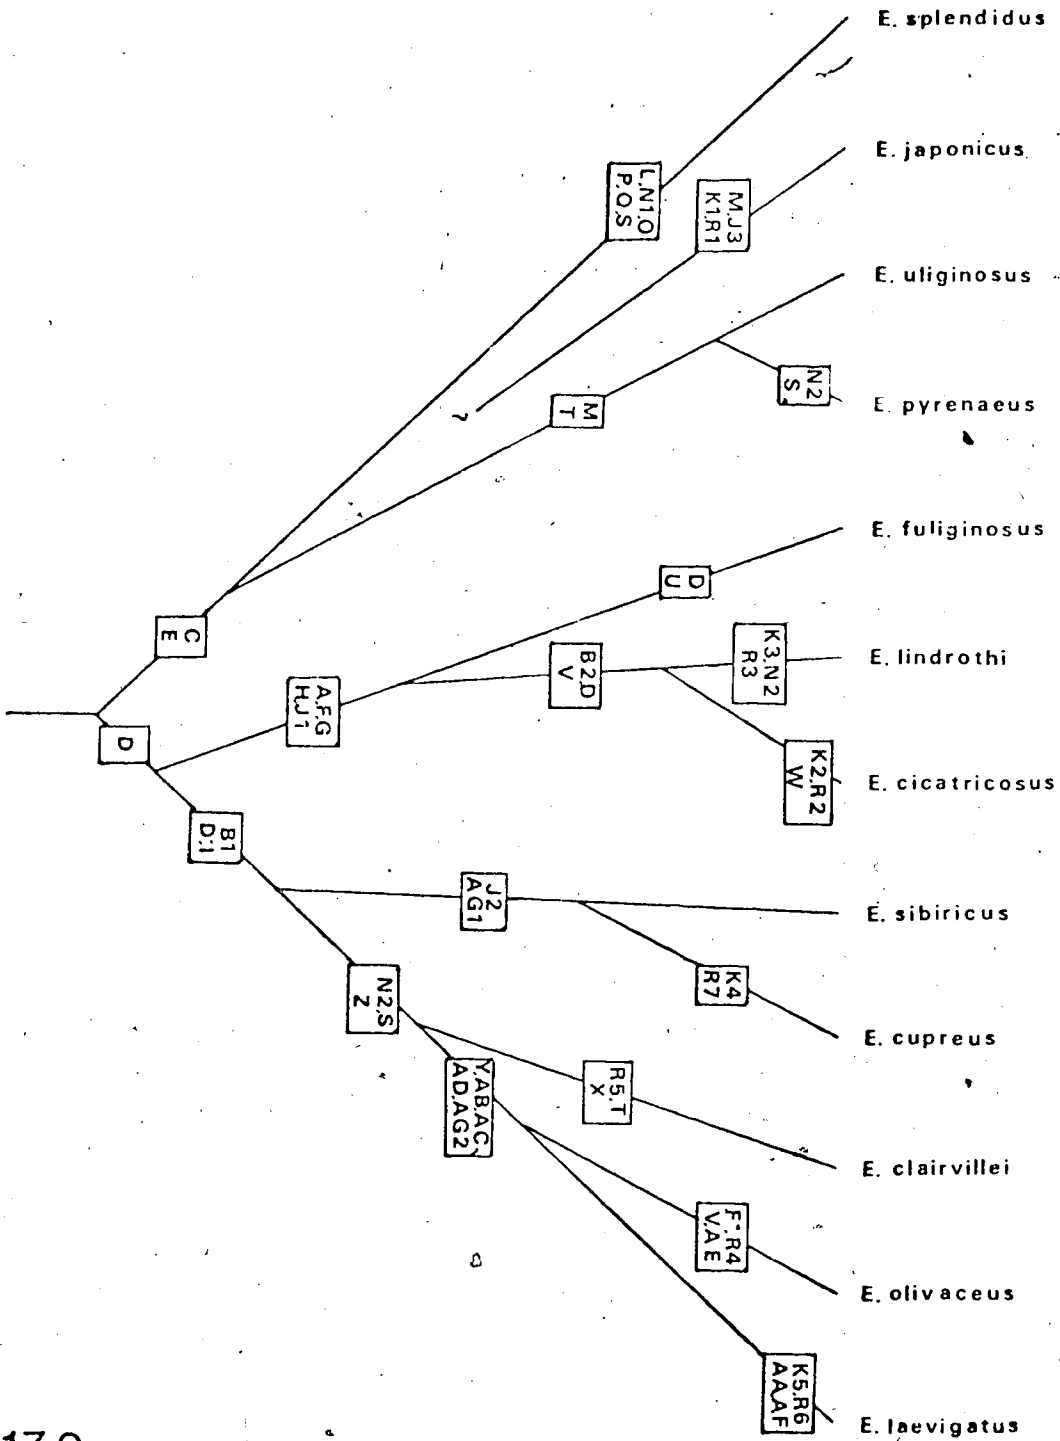 E. splendidus
E. japonicus
E. uliginosus
E. pyrenaeus
E. fuliginosus
E. lindrothi
E. cicatricosus
E. sibiricus
E. cupreus
E. clairvillei
E. olivaceus
E. laevigatus
L,N1,O
P,Q,S
M,J3
K1,R1
?
M
T
N2
S
C
E
D
U
K3,N2
R3
B2,D
V
A,F,G
H,J1
K2,R2
W
D
B1
D,I
J2
AG1
K4
R7
N2,S
Z
Y,AB,AC,
AD,AG2
R5,T
X
F-,R4
V,AE
K5,R6
AA,AF